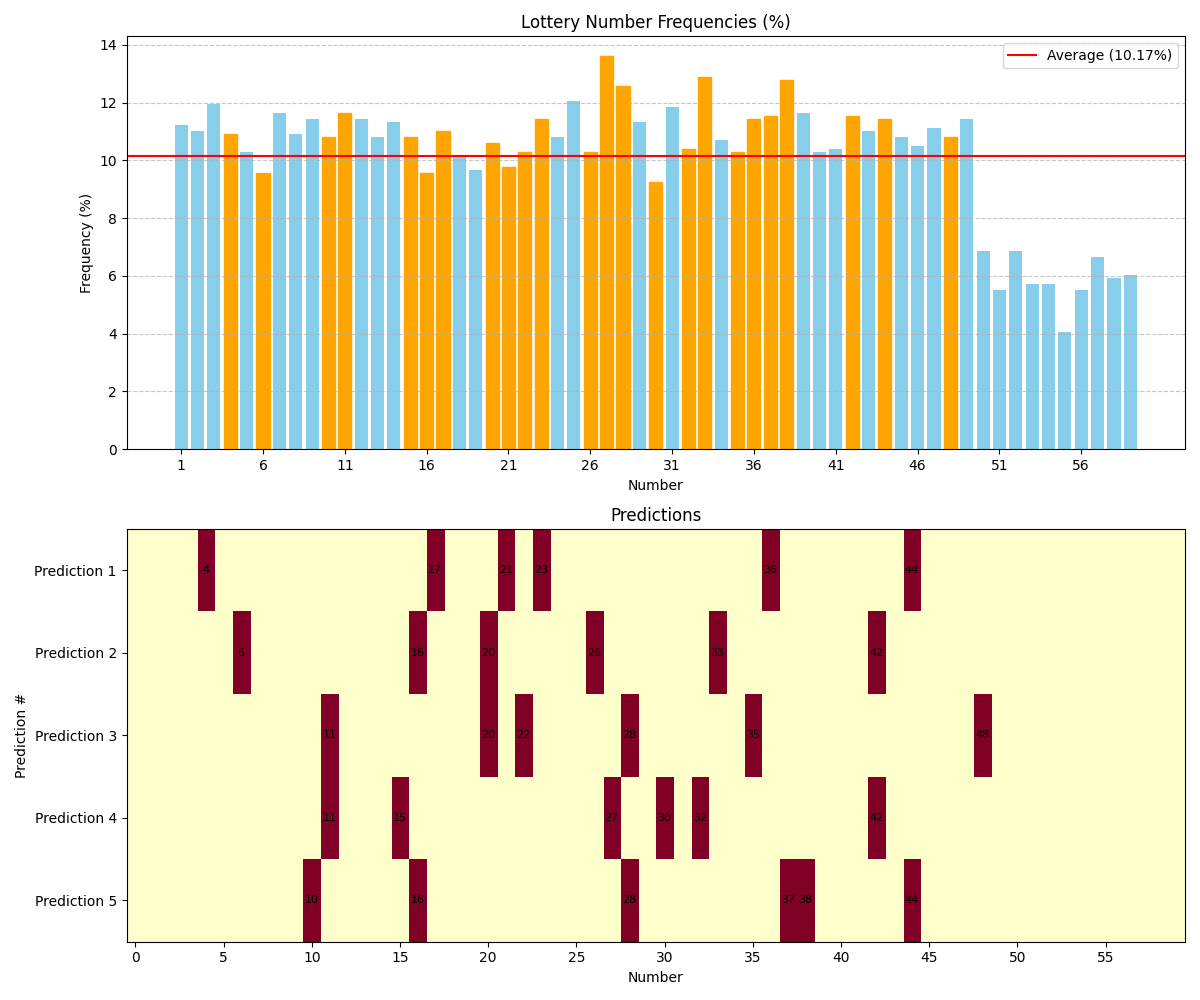 Lottery Number Frequencies (%)
Average (10.17%)
14
12
10
8
6
4
2
0
Frequency (%)
1 6 11 16 21 26 31 36 41 46 51 56
Number
Predictions
Prediction #
Prediction 1 4 17 21 23 36 44
Prediction 2 6 16 20 26 33 42
Prediction 3 11 20 22 28 35 48
Prediction 4 11 15 27 30 32 42
Prediction 5 10 16 28 37 38 44
0 5 10 15 20 25 30 35 40 45 50 55
Number